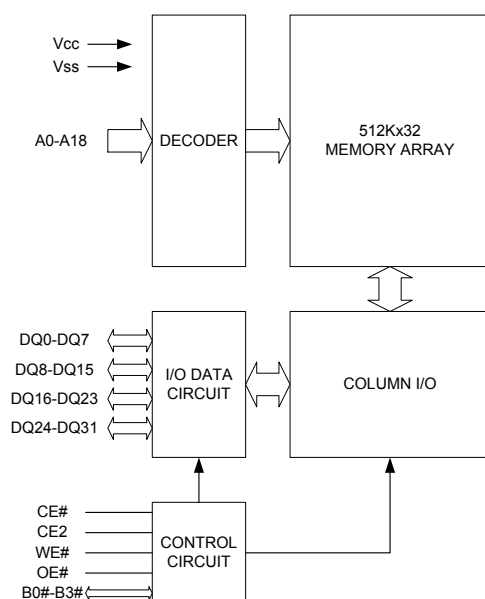 Vcc
Vss
A0-A18
DECODER
512Kx32
MEMORY ARRAY
DQ0-DQ7
DQ8-DQ15
DQ16-DQ23
DQ24-DQ31
I/O DATA
CIRCUIT
COLUMN I/O
CE#
CE2
WE#
OE#
B0#-B3#
CONTROL
CIRCUIT